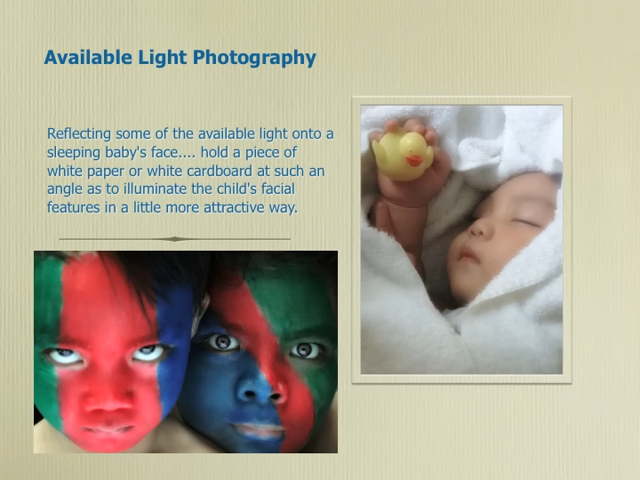 Available Light Photography
Reflecting some of the available light onto a
sleeping baby's face.... hold a piece of
white paper or white cardboard at such an
angle as to illuminate the child's facial
features in a little more attractive way.